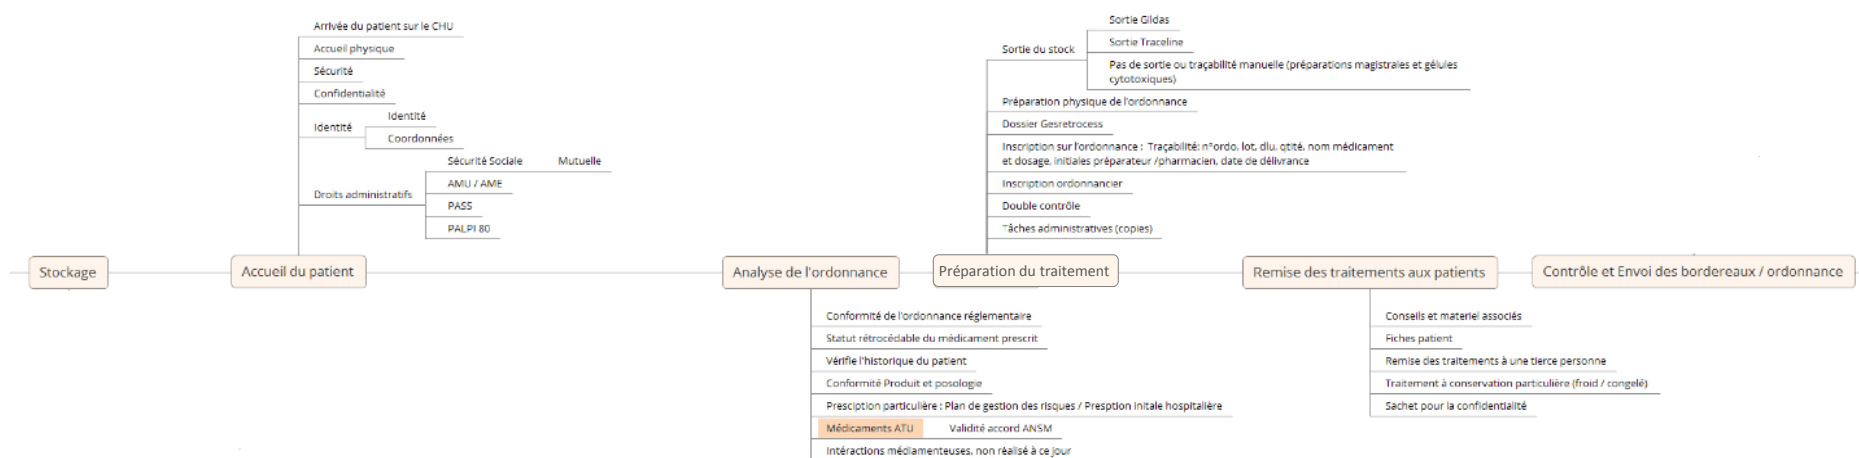 Arrivée du patient sur le CHU
Accueil physique
Sécurité
Confidentialité
Identité
Identité
Coordonnées
Droits administratifs
Sécurité Sociale
Mutuelle
AMU / AME
PASS
PALPI 80
Sortie du stock
Sortie Gildas
Sortie Traceline
Pas de sortie ou traçabilité manuelle (préparations magistrales et gélules
cytotoxiques)
Préparation physique de l'ordonnance
Dossier Gesretrocess
Inscription sur l'ordonnance : Traçabilité: n°ordo, lot, dlu, qtité, nom médicament
et dosage, initiales préparateur /pharmacien, date de délivrance
Inscription ordonnancier
Double contrôle
Tâches administratives (copies)
Stockage
Accueil du patient
Analyse de l'ordonnance
Préparation du traitement
Remise des traitements aux patients
Contrôle et Envoi des bordereaux / ordonnance
Conformité de l'ordonnance réglementaire
Statut rétrocédable du médicament prescrit
Vérifie l'historique du patient
Conformité Produit et posologie
Presciption particulière : Plan de gestion des risques / Presption initale hospitalière
Médicaments ATU
Validité accord ANSM
Intéractions médiamenteuses, non réalisé à ce jour
Conseils et materiel associés
Fiches patient
Remise des traitements à une tierce personne
Traitement à conservation particulière (froid / congelé)
Sachet pour la confidentialité